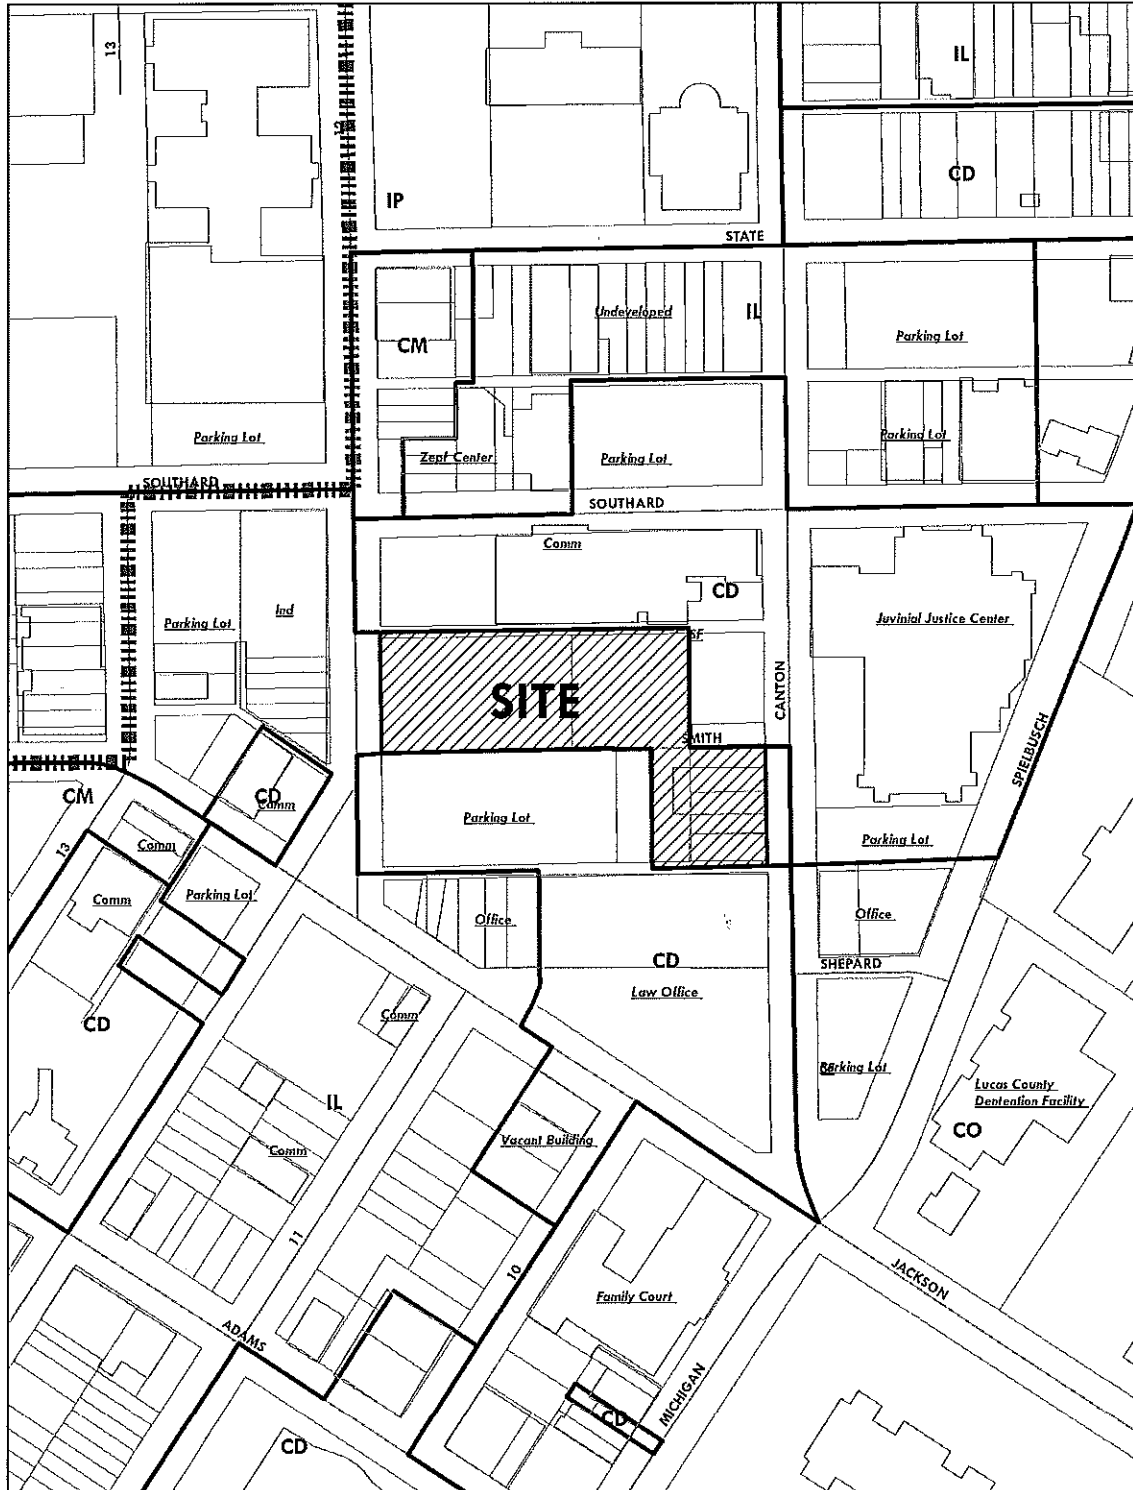 13
IL
12
CD
IP
STATE
Undeveloped
IL
Parking Lot
CM
Parking Lot
Zepf Center
Parking Lot
Parking Lot
SOUTHARD
SOUTHARD
Comm
CD
Ind
Parking Lot
Juvinial Justice Center
SF
SITE
CANTON
SMITH
SPIELBUSCH
CM
CD
Comm
Parking Lot
Parking Lot
13
Comm
Comm
Parking Lot
Office
Office
CD
SHEPARD
Law Office
Comm
CD
Parking Lot
Lucas County
Dentention Facility
IL
CO
Vacant Building
Comm
11
10
JACKSON
Family Court
ADAMS
MICHIGAN
CD
CD